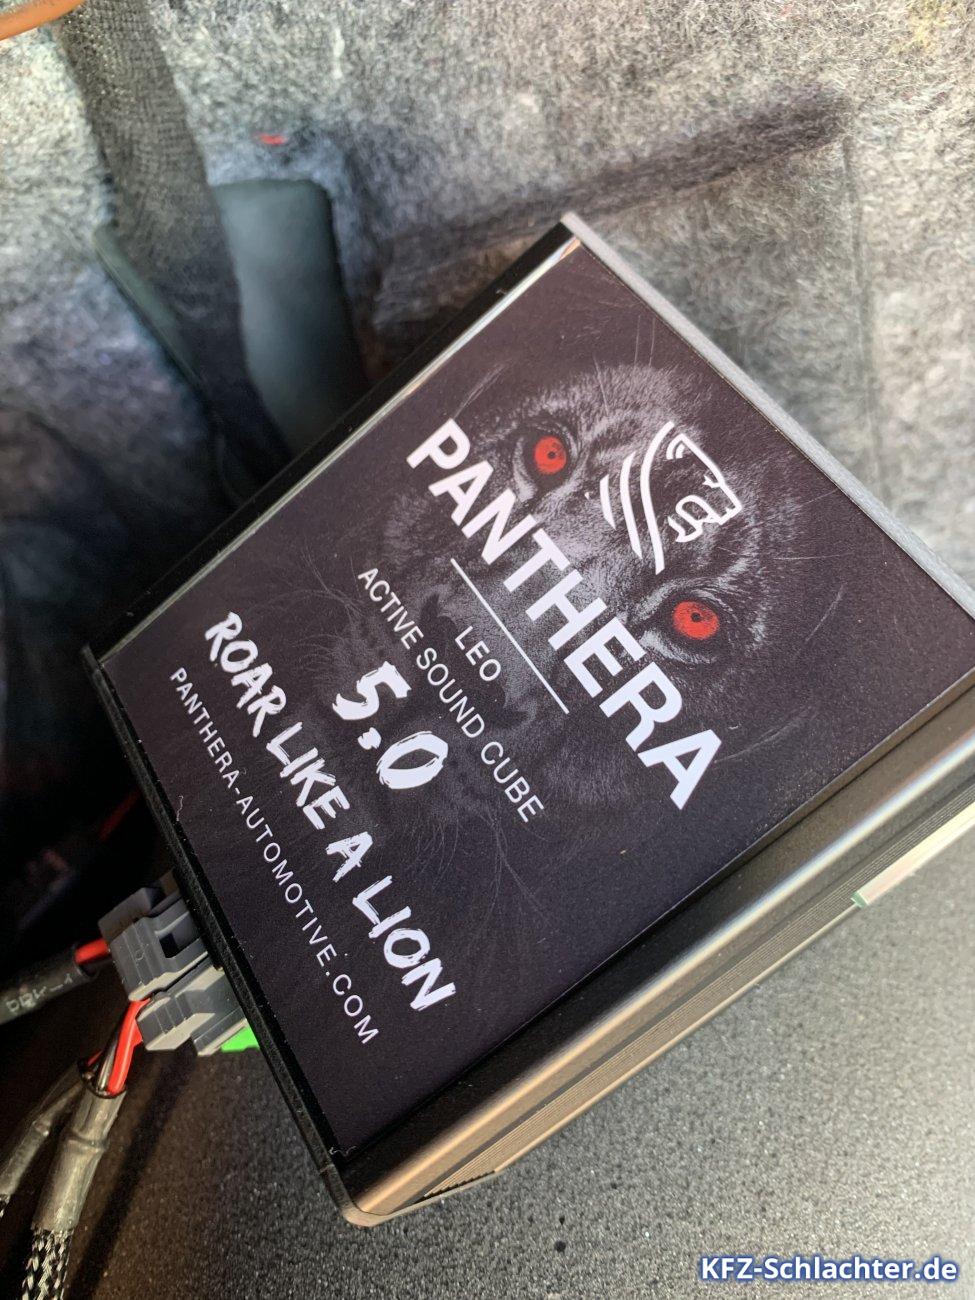 PANTHERA
LEO
ACTIVE SOUND CUBE
5.0
ROAR LIKE A LION
PANTHERA-AUTOMOTIVE.COM
KFZ-Schlachter.de